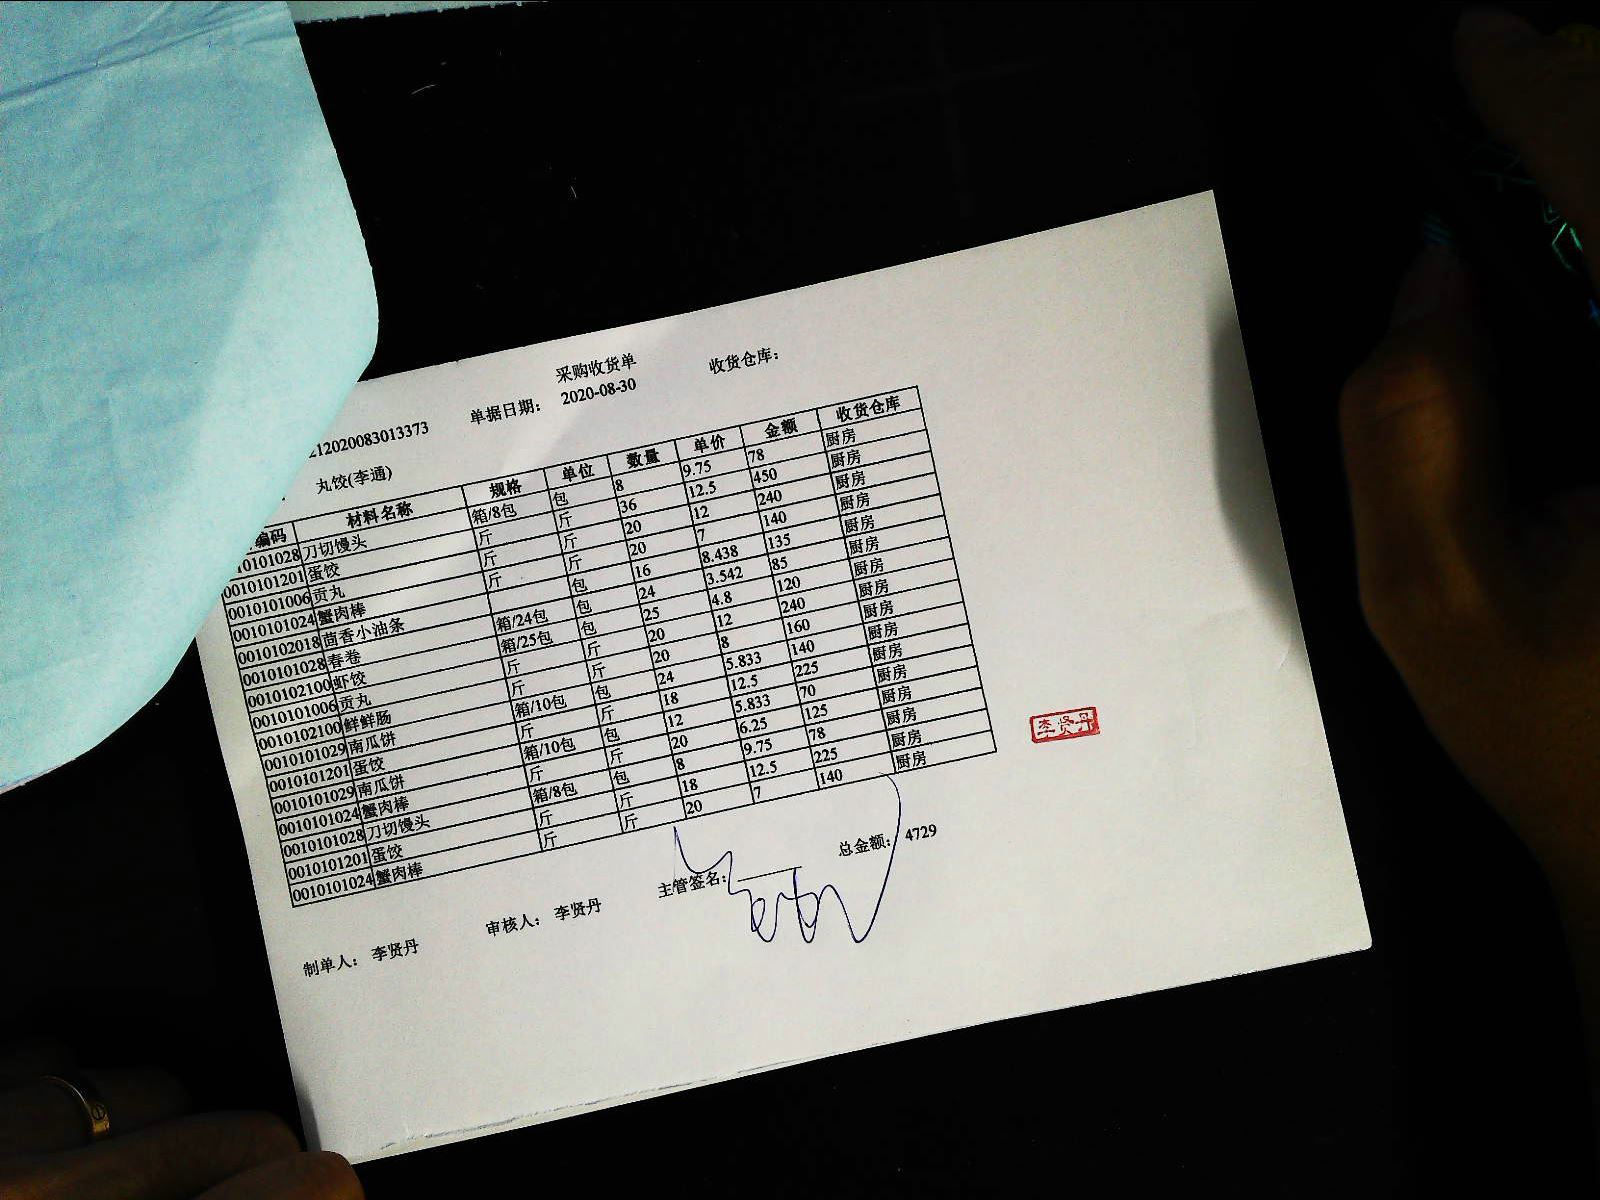 采购收货单
212020083013373 单据日期: 2020-08-30 收货仓库:
丸饺(李通)
编码 材料名称 规格 单位 数量 单价 金额 收货仓库
10101028 刀切馒头 箱/8包 包 8 9.75 78 厨房
0010101201 蛋饺 斤 斤 36 12.5 450 厨房
0010101006 贡丸 斤 斤 20 12 240 厨房
0010101024 蟹肉棒 斤 斤 20 7 140 厨房
0010102018 茴香小油条 包 16 8.438 135 厨房
0010101028 春卷 箱/24包 包 24 3.542 85 厨房
0010102100 虾饺 箱/25包 包 25 4.8 120 厨房
0010101006 贡丸 斤 斤 20 12 240 厨房
0010102100 鲜鲜肠 斤 斤 20 8 160 厨房
0010101029 南瓜饼 箱/10包 包 24 5.833 140 厨房
0010101201 蛋饺 斤 斤 18 12.5 225 厨房
0010101029 南瓜饼 箱/10包 包 12 5.833 70 厨房
0010101024 蟹肉棒 斤 斤 20 6.25 125 厨房
0010101028 刀切馒头 箱/8包 包 8 9.75 78 厨房
0010101201 蛋饺 斤 斤 18 12.5 225 厨房
0010101024 蟹肉棒 斤 斤 20 7 140 厨房
制单人: 李贤丹 审核人: 李贤丹 主管签名: 总金额: 4729
李贤丹